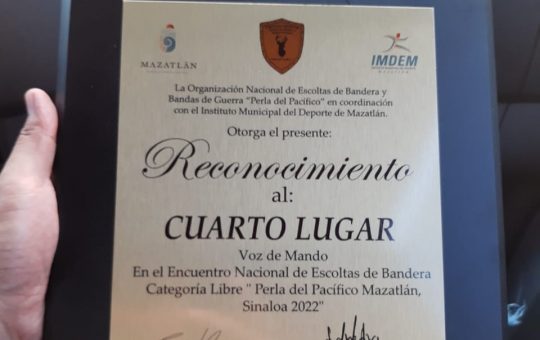 MAZATLÁN
IMDEM
La Organización Nacional de Escoltas de Bandera y
Bandas de Guerra "Perla del Pacífico" en coordinación
con el Instituto Municipal del Deporte de Mazatlán.
Otorga el presente:
Reconocimiento
al:
CUARTO LUGAR
Voz de Mando
En el Encuentro Nacional de Escoltas de Bandera
Categoría Libre " Perla del Pacífico Mazatlán,
Sinaloa 2022"